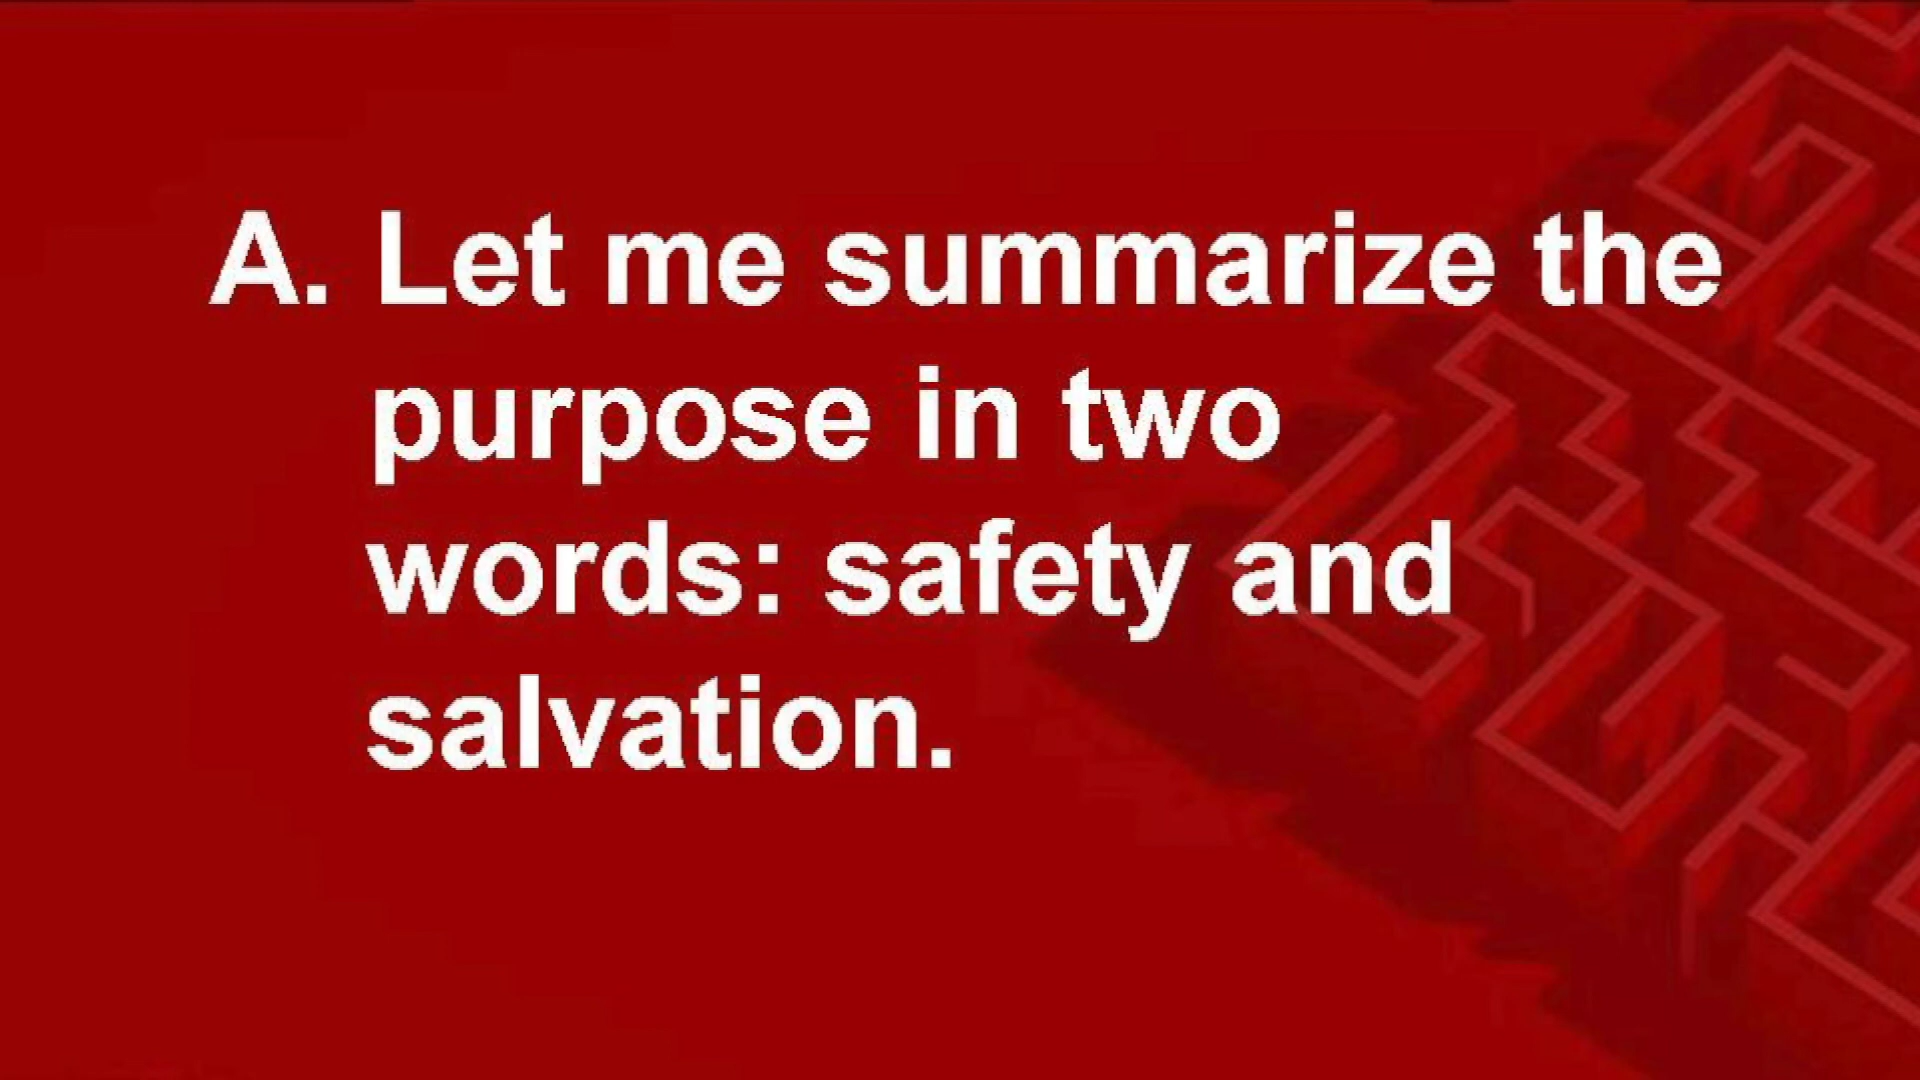 A. Let me summarize the
purpose in two
words: safety and
salvation.